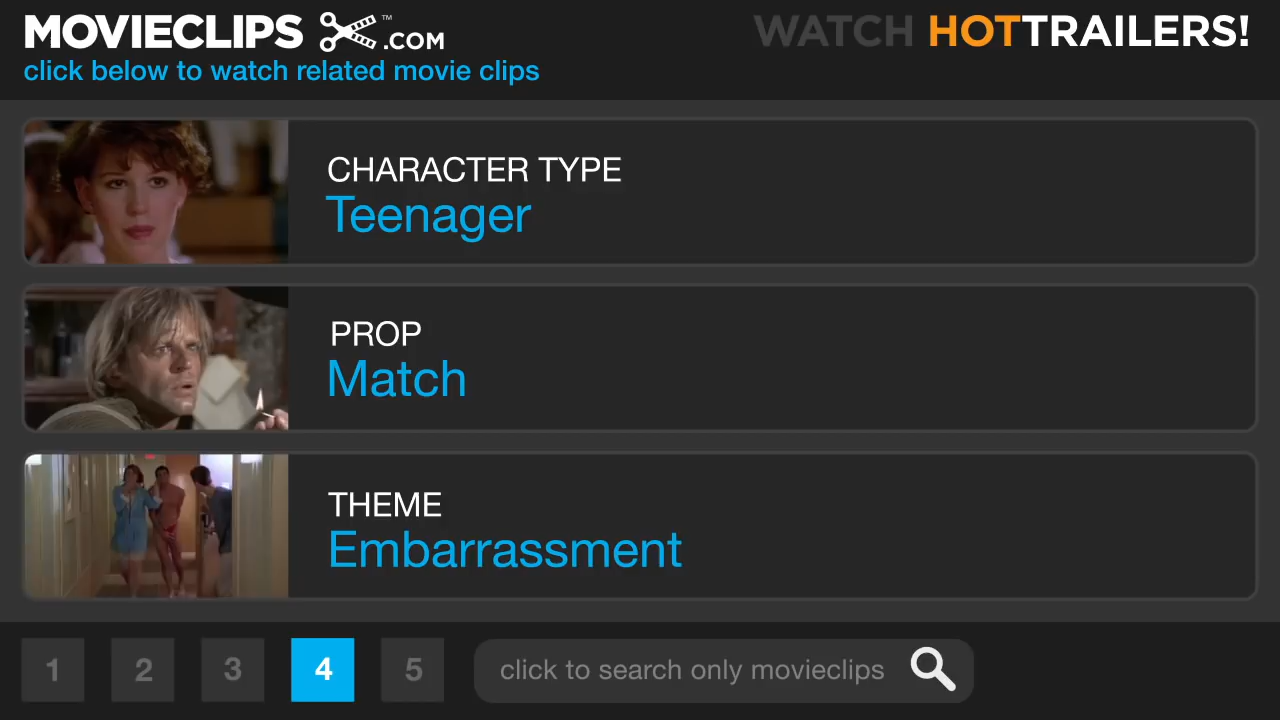 MOVIECLIPS ™ .COM
WATCH HOTTRAILERS!
click below to watch related movie clips
CHARACTER TYPE
Teenager
PROP
Match
THEME
Embarrassment
1 2 3 4 5 click to search only movieclips